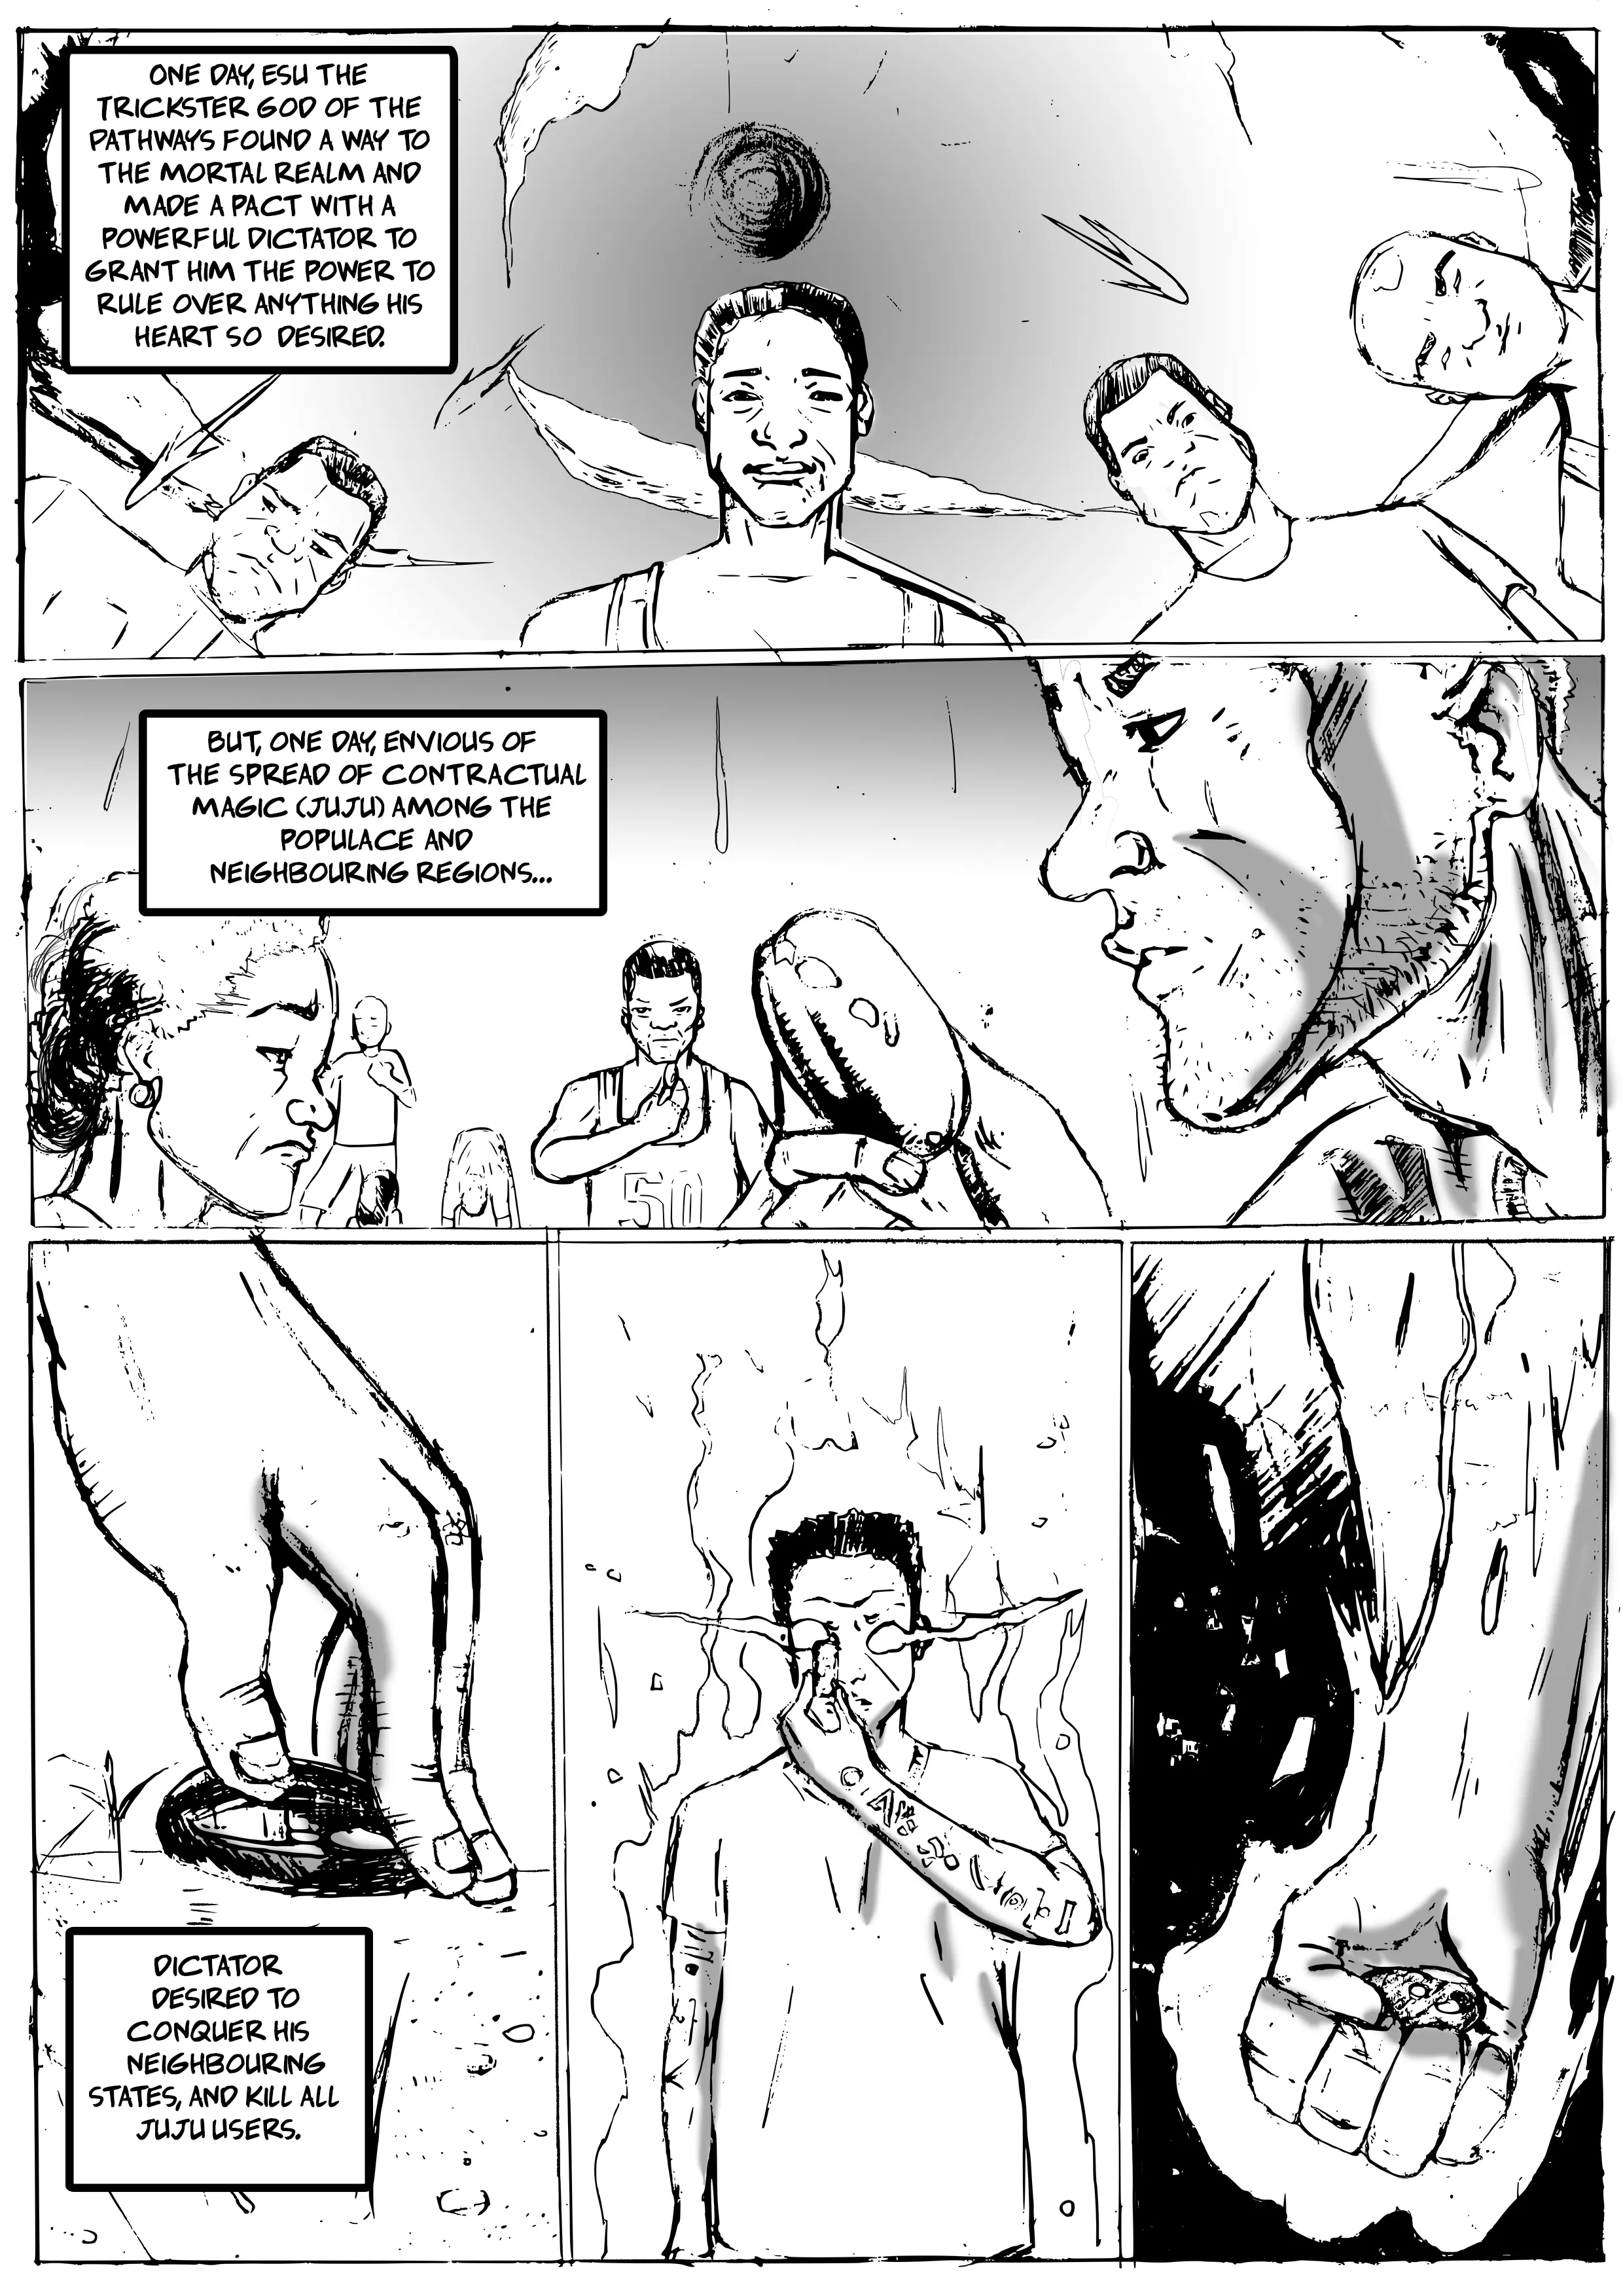 ONE DAY, ESU THE
TRICKSTER GOD OF THE
PATHWAYS FOUND A WAY TO
THE MORTAL REALM AND
MADE A PACT WITH A
POWERFUL DICTATOR TO
GRANT HIM THE POWER TO
RULE OVER ANYTHING HIS
HEART SO DESIRED.
BUT, ONE DAY, ENVIOUS OF
THE SPREAD OF CONTRACTUAL
MAGIC (JUJU) AMONG THE
POPULACE AND
NEIGHBOURING REGIONS...
50
DICTATOR
DESIRED TO
CONQUER HIS
NEIGHBOURING
STATES, AND KILL ALL
JUJU USERS.